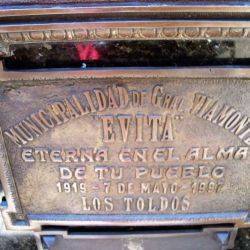 MUNICIPALIDAD DE GRAL VIAMONTE
"EVITA"
ETERNA EN EL ALMA
DE TU PUEBLO
1919 - 7 DE MAYO - 1997
LOS TOLDOS